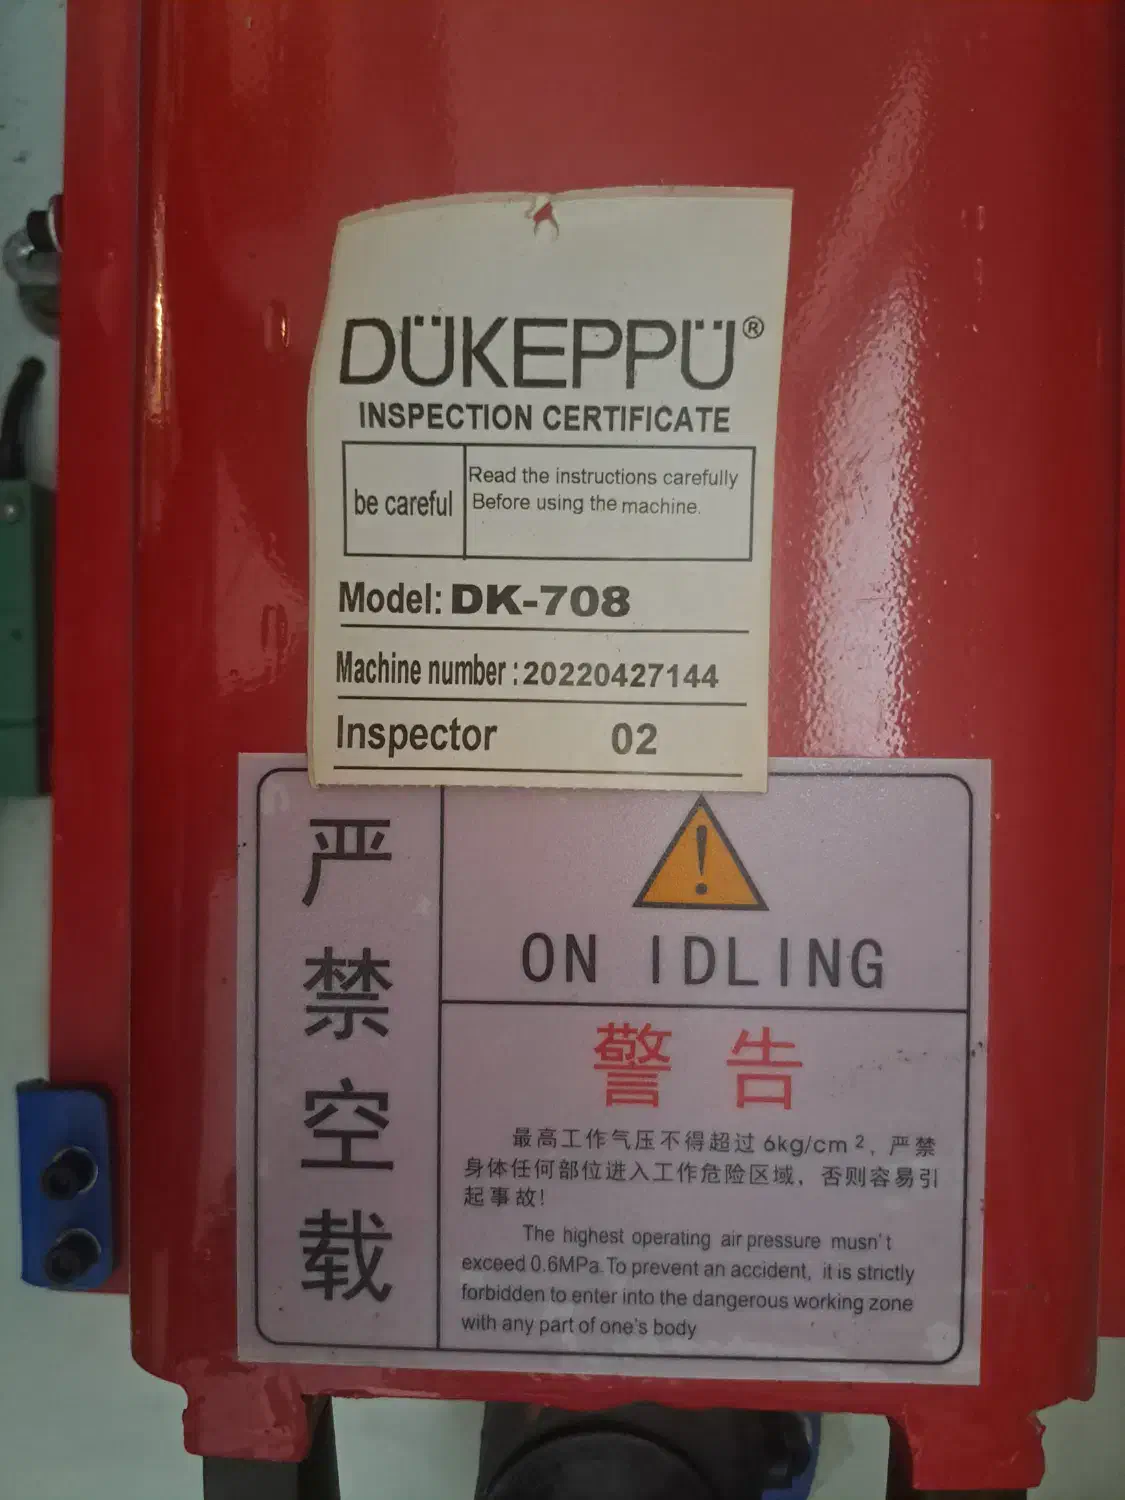 DÜKEPPÜ®
INSPECTION CERTIFICATE
be careful
Read the instructions carefully
Before using the machine.
Model: DK-708
Machine number : 20220427144
Inspector 02
严
禁
空
载
ON IDLING
警 告
最高工作气压不得超过 6kg/cm²，严禁
身体任何部位进入工作危险区域，否则容易引
起事故！
The highest operating air pressure musn't
exceed 0.6MPa. To prevent an accident, it is strictly
forbidden to enter into the dangerous working zone
with any part of one's body